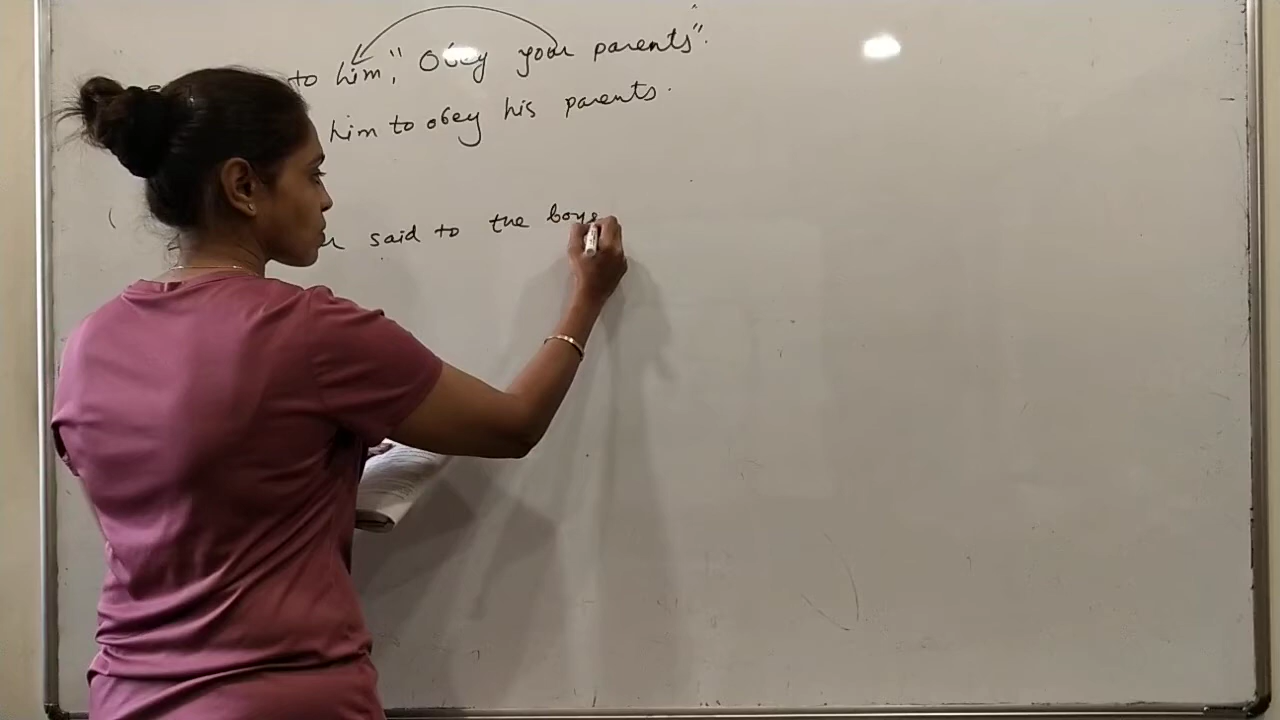 to him, "Obey your parents".
him to obey his parents.
said to the boys